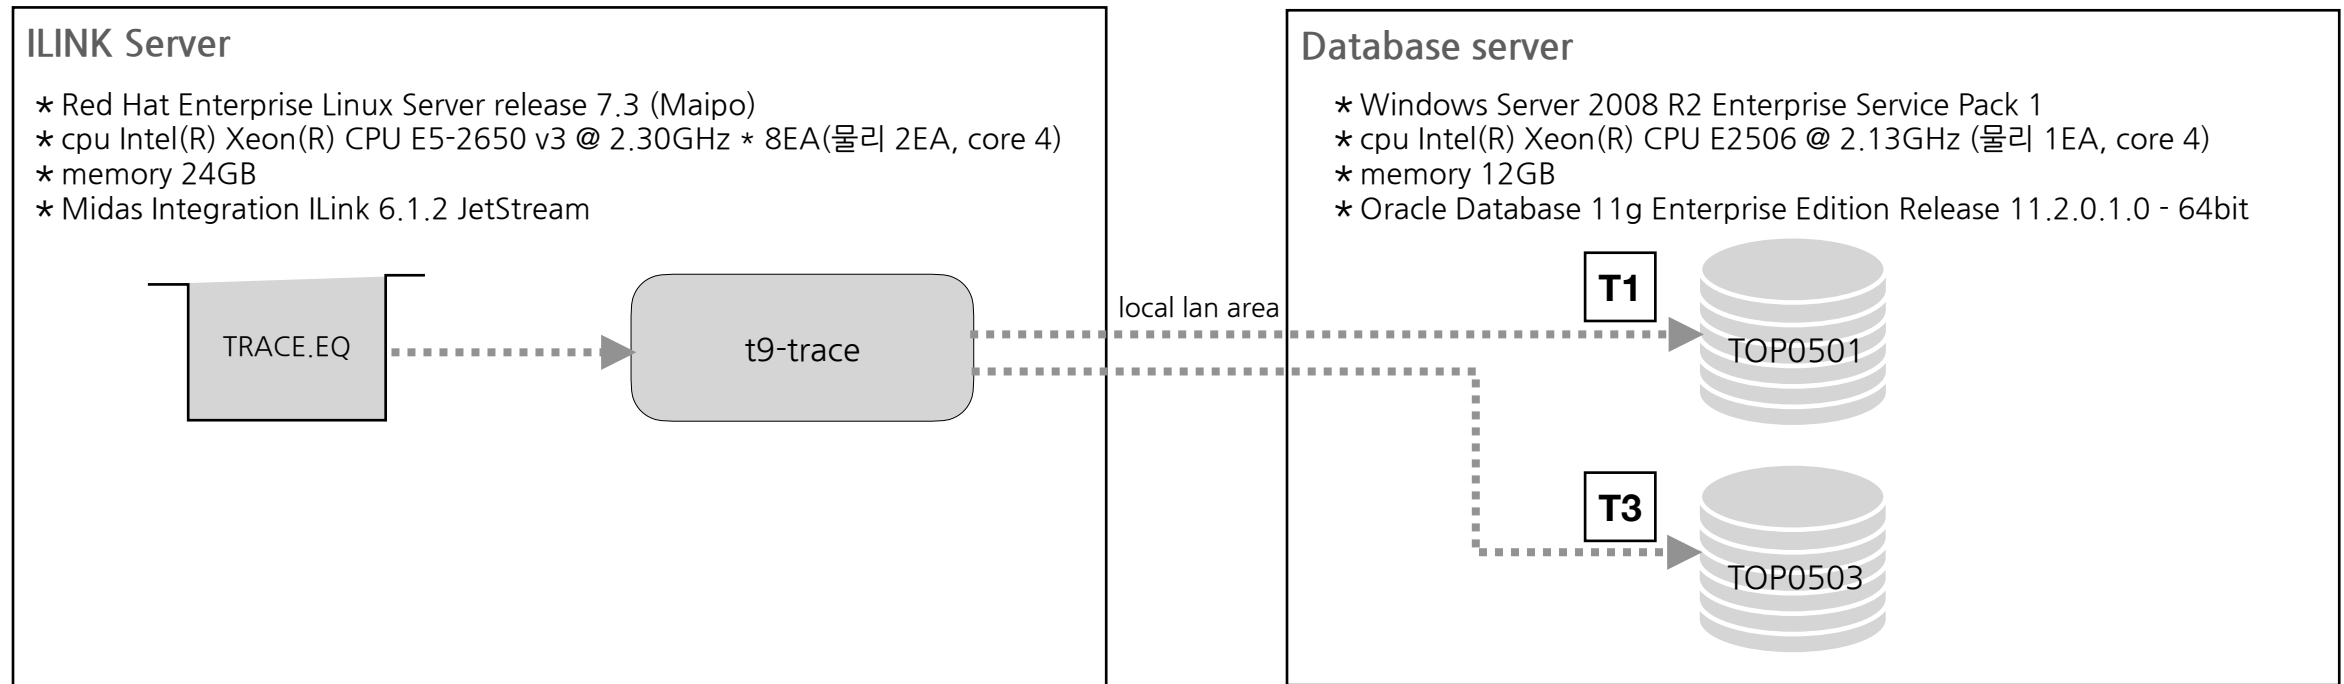 ILINK Server
* Red Hat Enterprise Linux Server release 7.3 (Maipo)
* cpu Intel(R) Xeon(R) CPU E5-2650 v3 @ 2.30GHz * 8EA(물리 2EA, core 4)
* memory 24GB
* Midas Integration ILink 6.1.2 JetStream
TRACE.EQ
t9-trace
local lan area
Database server
* Windows Server 2008 R2 Enterprise Service Pack 1
* cpu Intel(R) Xeon(R) CPU E2506 @ 2.13GHz (물리 1EA, core 4)
* memory 12GB
* Oracle Database 11g Enterprise Edition Release 11.2.0.1.0 - 64bit
T1
TOP0501
T3
TOP0503